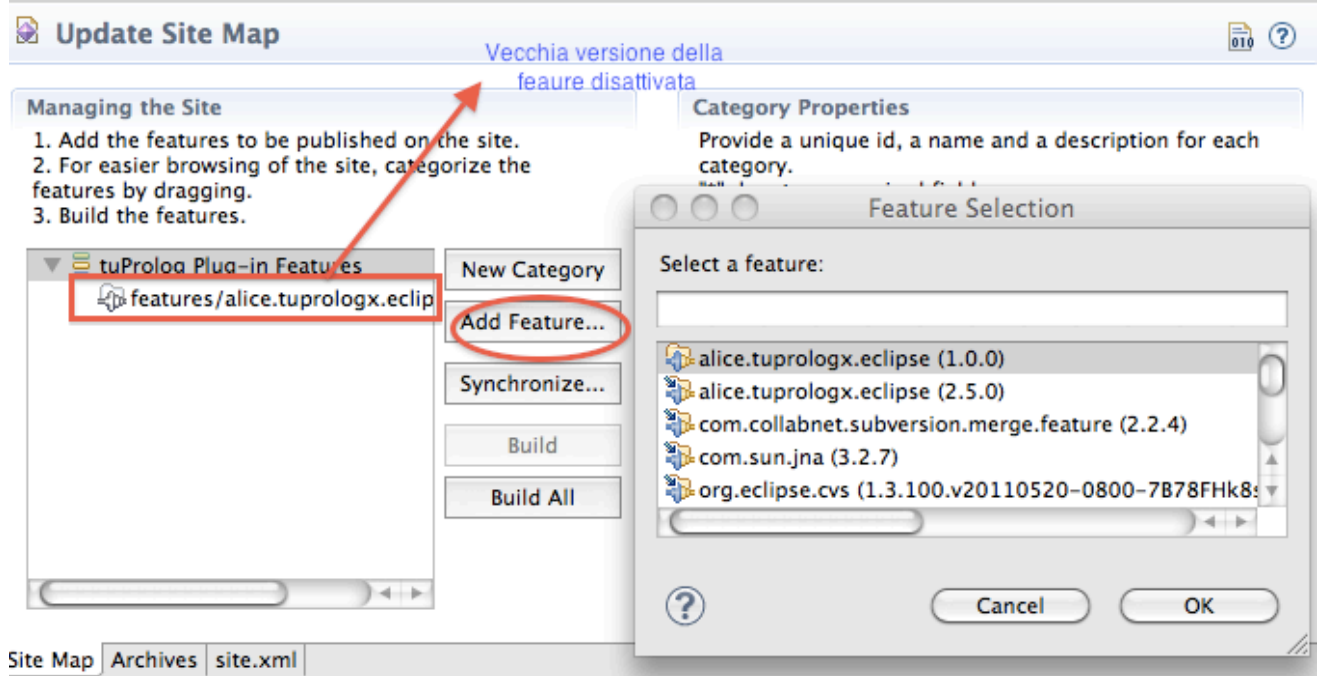 Update Site Map
Vecchia versione della
feaure disattivata
Managing the Site
1. Add the features to be published on the site.
2. For easier browsing of the site, categorize the
features by dragging.
3. Build the features.
tuProlog Plug-in Features
features/alice.tuprologx.eclip
New Category
Add Feature...
Synchronize...
Build
Build All
Category Properties
Provide a unique id, a name and a description for each
category.
Feature Selection
Select a feature:
alice.tuprologx.eclipse (1.0.0)
alice.tuprologx.eclipse (2.5.0)
com.collabnet.subversion.merge.feature (2.2.4)
com.sun.jna (3.2.7)
org.eclipse.cvs (1.3.100.v20110520-0800-7B78FHk8s
Cancel
OK
Site Map
Archives
site.xml